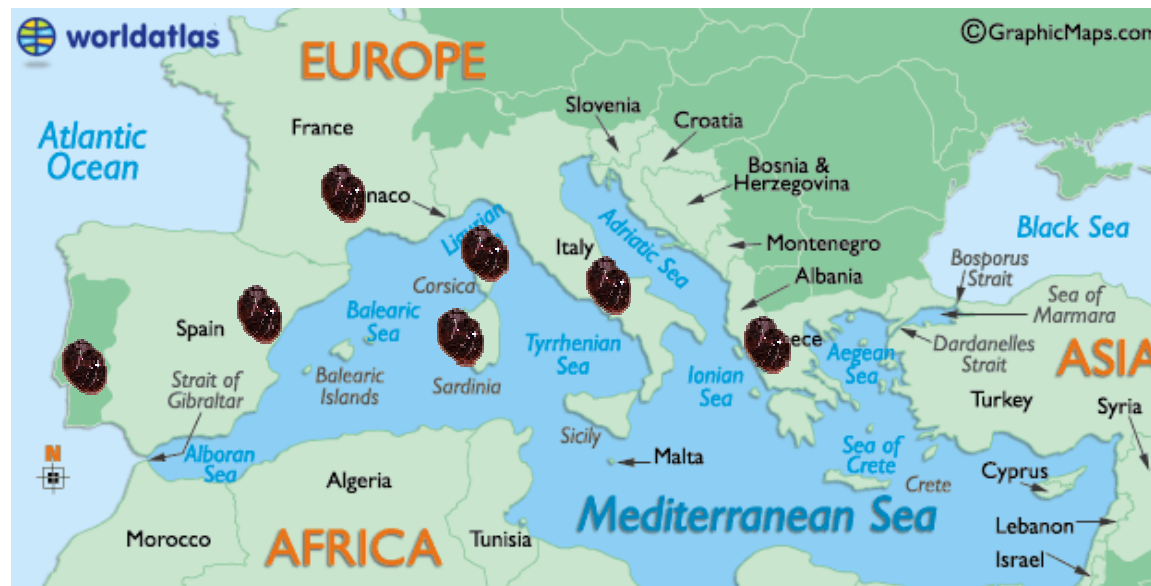 worldatlas
©GraphicMaps.com
EUROPE
Atlantic
Ocean
France
Slovenia
Croatia
Bosnia &
Herzegovina
naco
Adriatic Sea
Montenegro
Black Sea
Italy
Albania
Bosporus
Strait
Corsica
Sea of
Marmara
Spain
Balearic
Sea
Tyrrhenian
Sea
ece
Aegean
Sea
Dardanelles
Strait
ASIA
Strait of
Gibraltar
Balearic
Islands
Sardinia
Ionian
Sea
Turkey
Syria
Sicily
N
Alboran
Sea
Malta
Sea of
Crete
Crete
Cyprus
Algeria
Mediterranean Sea
Lebanon
Morocco
AFRICA
Tunisia
Israel